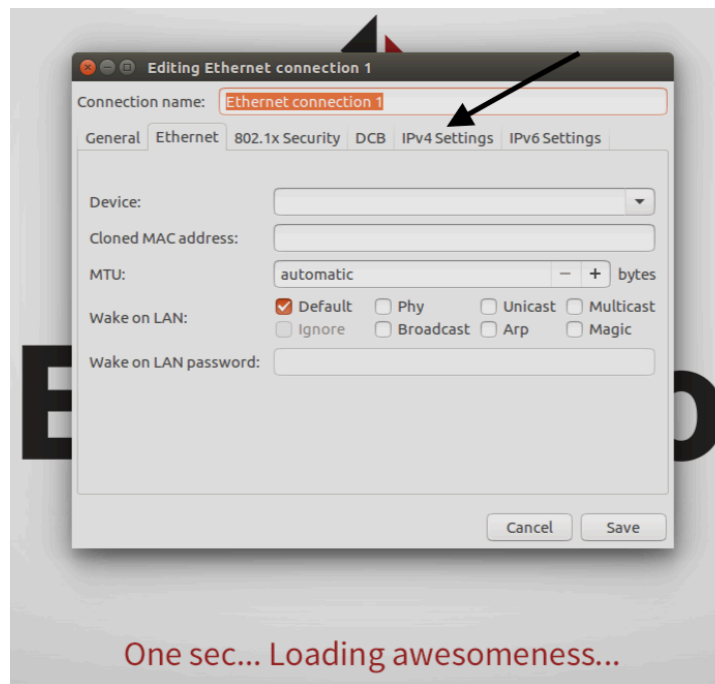 Editing Ethernet connection 1
Connection name: Ethernet connection 1
General Ethernet 802.1x Security DCB IPv4 Settings IPv6 Settings
Device:
Cloned MAC address:
MTU: automatic − + bytes
Wake on LAN: Default Phy Unicast Multicast
Ignore Broadcast Arp Magic
Wake on LAN password:
Cancel Save
One sec... Loading awesomeness...